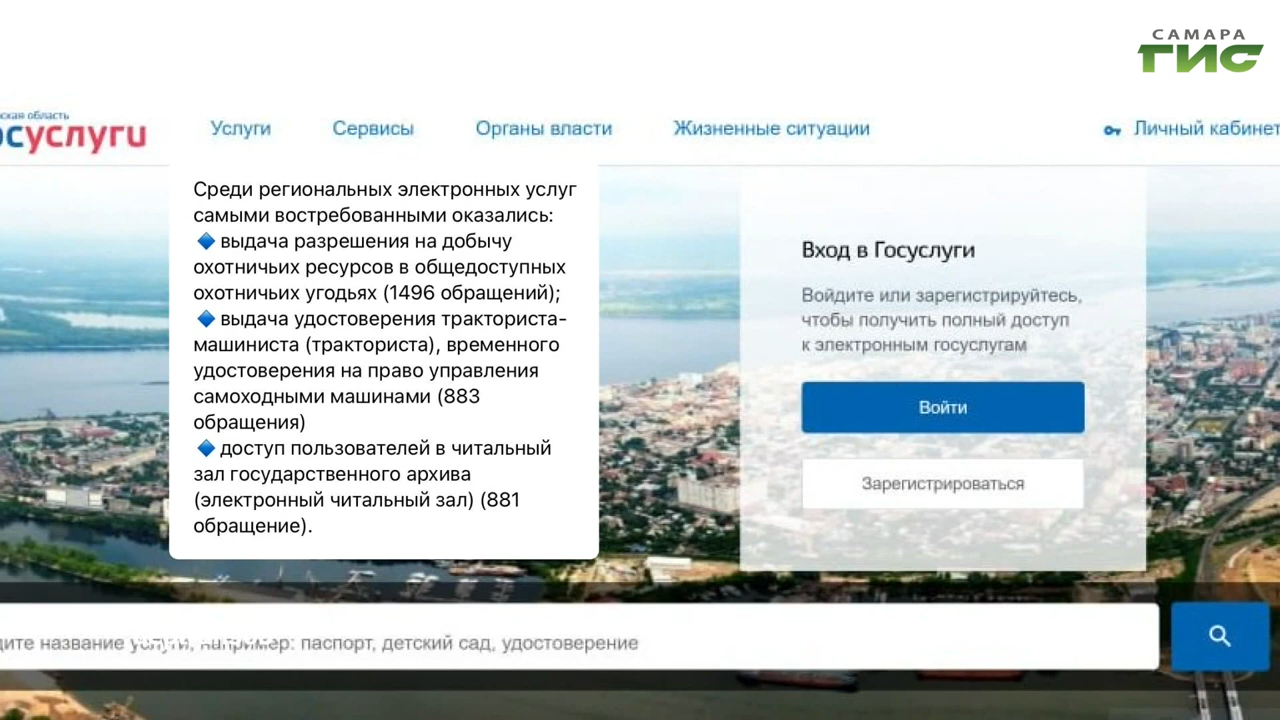 САМАРА
ГИС
ская область
осуслуги
Услуги
Сервисы
Органы власти
Жизненные ситуации
Личный кабинет
Среди региональных электронных услуг
самыми востребованными оказались:
🔹выдача разрешения на добычу
охотничьих ресурсов в общедоступных
охотничьих угодьях (1496 обращений);
🔹выдача удостоверения тракториста-
машиниста (тракториста), временного
удостоверения на право управления
самоходными машинами (883
обращения)
🔹доступ пользователей в читальный
зал государственного архива
(электронный читальный зал) (881
обращение).
Вход в Госуслуги
Войдите или зарегистрируйтесь,
чтобы получить полный доступ
к электронным госуслугам
Войти
Зарегистрироваться
дите название услуги, например: паспорт, детский сад, удостоверение